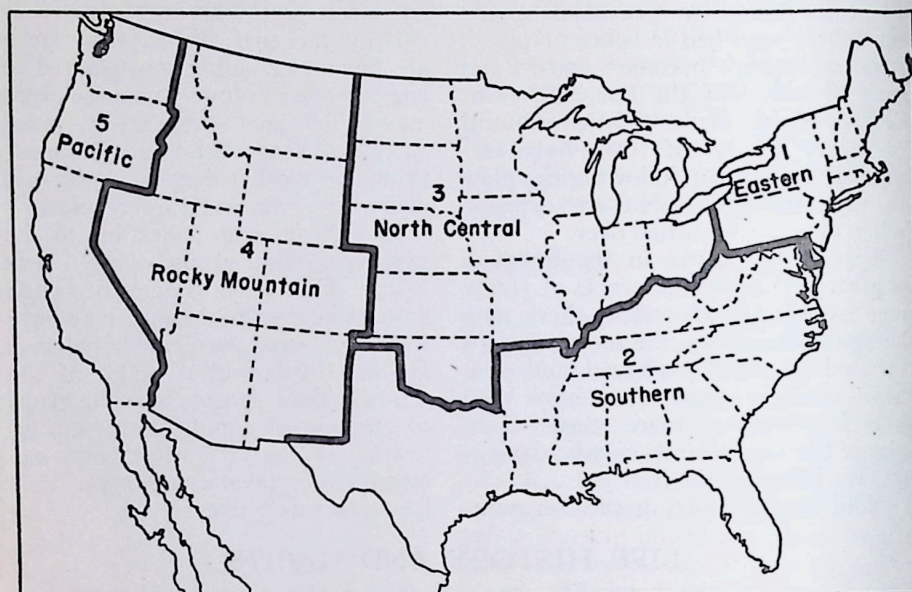 5
Pacific
4
Rocky Mountain
3
North Central
1
Eastern
2
Southern